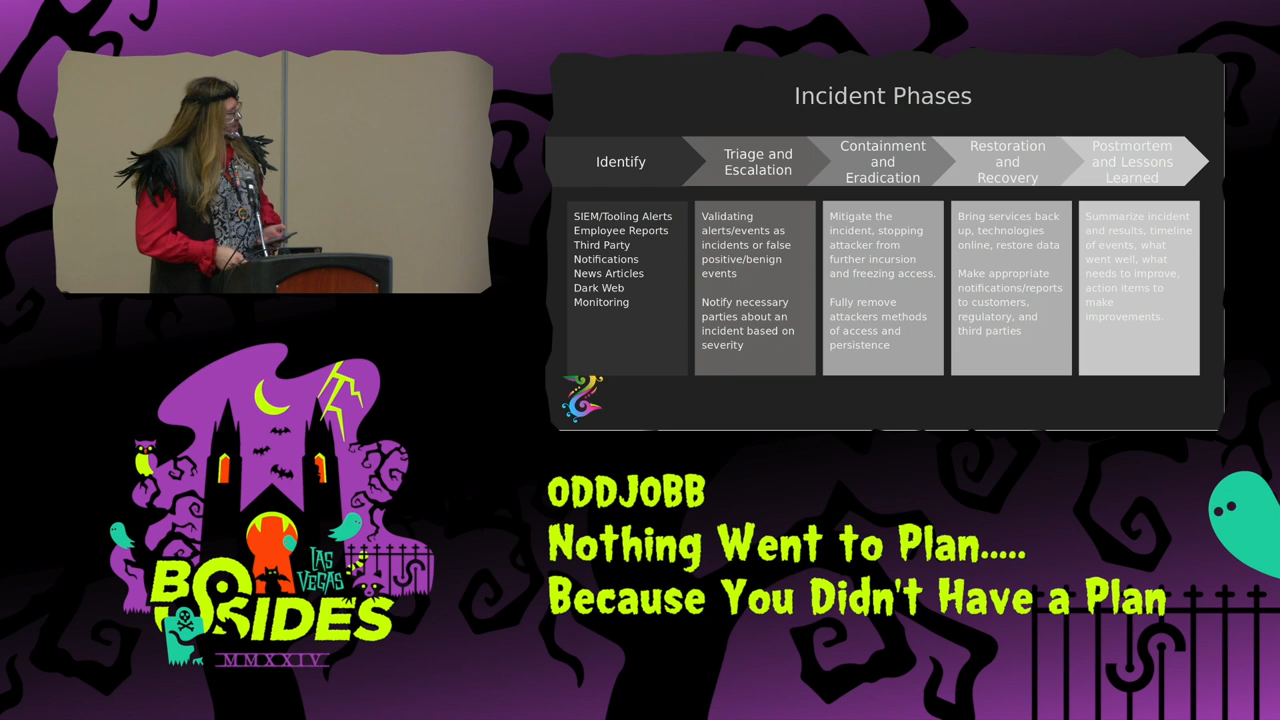 Incident Phases
Identify
Triage and
Escalation
Containment
and
Eradication
Restoration
and
Recovery
Postmortem
and Lessons
Learned
SIEM/Tooling Alerts
Employee Reports
Third Party
Notifications
News Articles
Dark Web
Monitoring
Validating
alerts/events as
incidents or false
positive/benign
events
Notify necessary
parties about an
incident based on
severity
Mitigate the
incident, stopping
attacker from
further incursion
and freezing access.
Fully remove
attackers methods
of access and
persistence
Bring services back
up, technologies
online, restore data
Make appropriate
notifications/reports
to customers,
regulatory, and
third parties
Summarize incident
and results, timeline
of events, what
went well, what
needs to improve,
action items to
make
improvements.
LAS
VEGAS
BSIDES
MMXXIV
ODDJOBB
Nothing Went to Plan.....
Because You Didn't Have a Plan